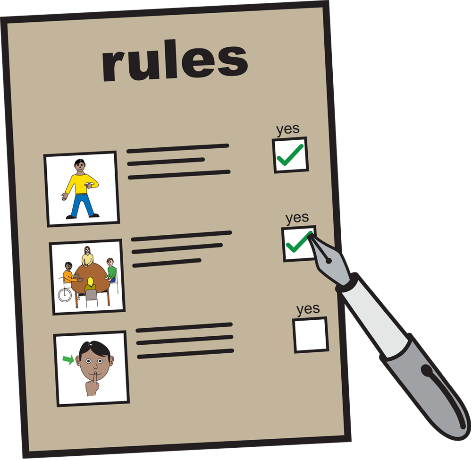 rules
yes
yes
yes